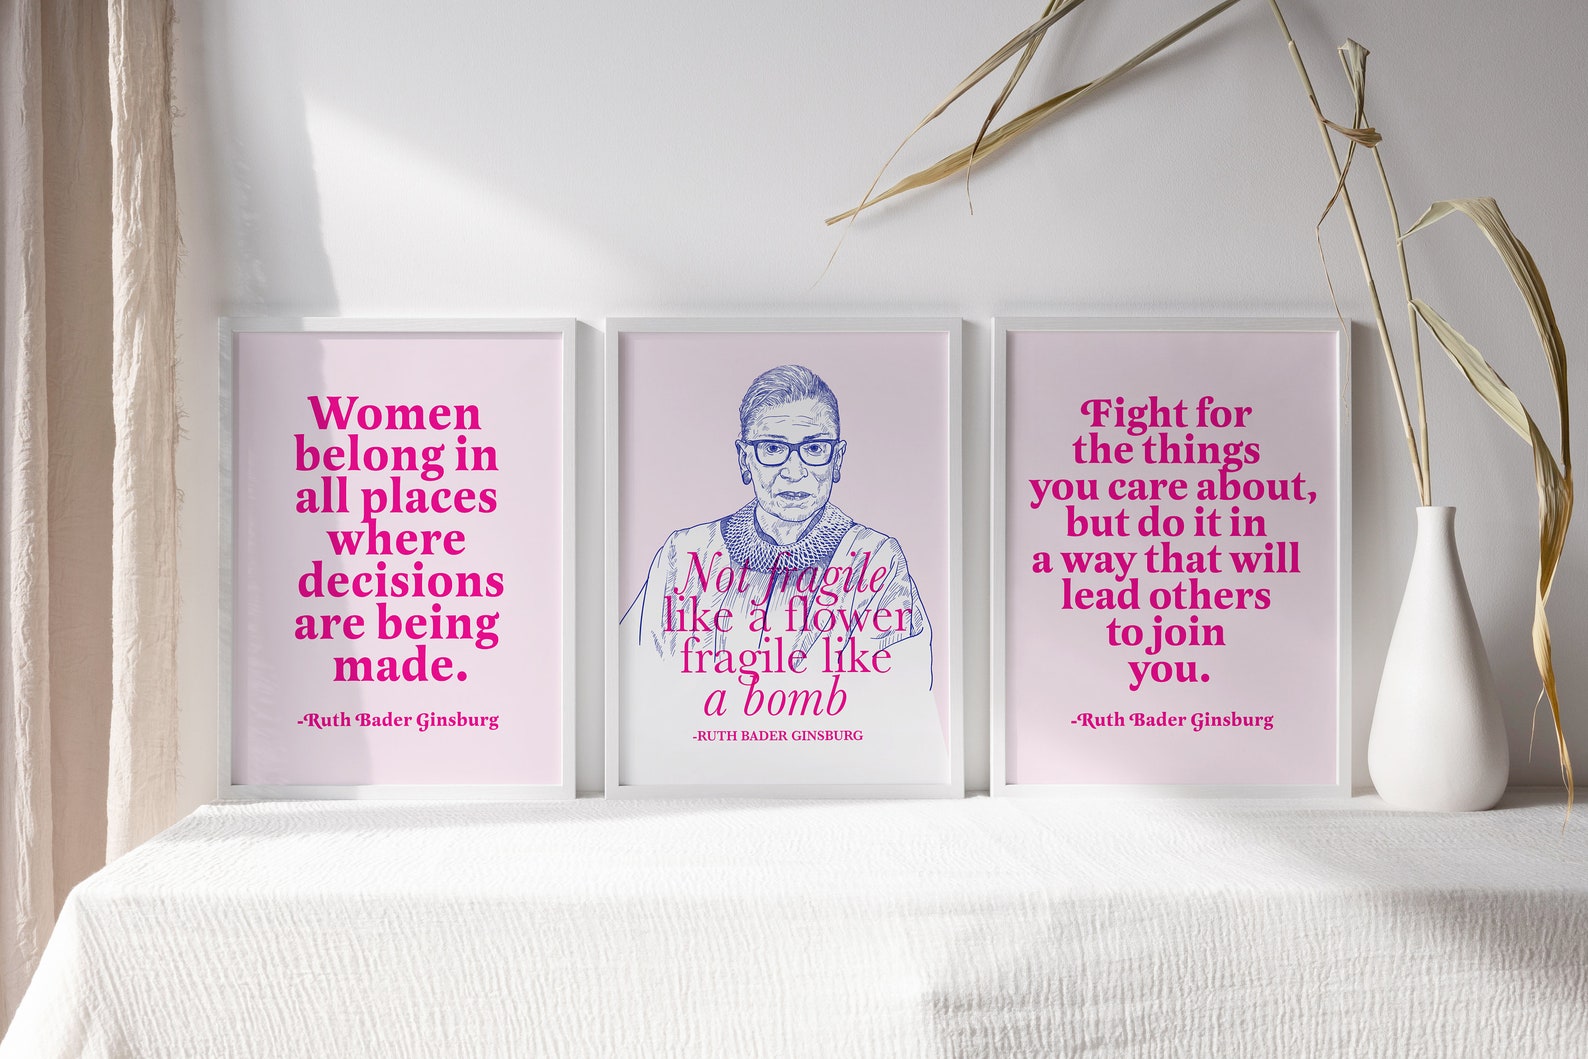 Women
belong in
all places
where
decisions
are being
made.
-Ruth Bader Ginsburg
Not fragile
like a flower
fragile like
a bomb
-RUTH BADER GINSBURG
Fight for
the things
you care about,
but do it in
a way that will
lead others
to join
you.
-Ruth Bader Ginsburg